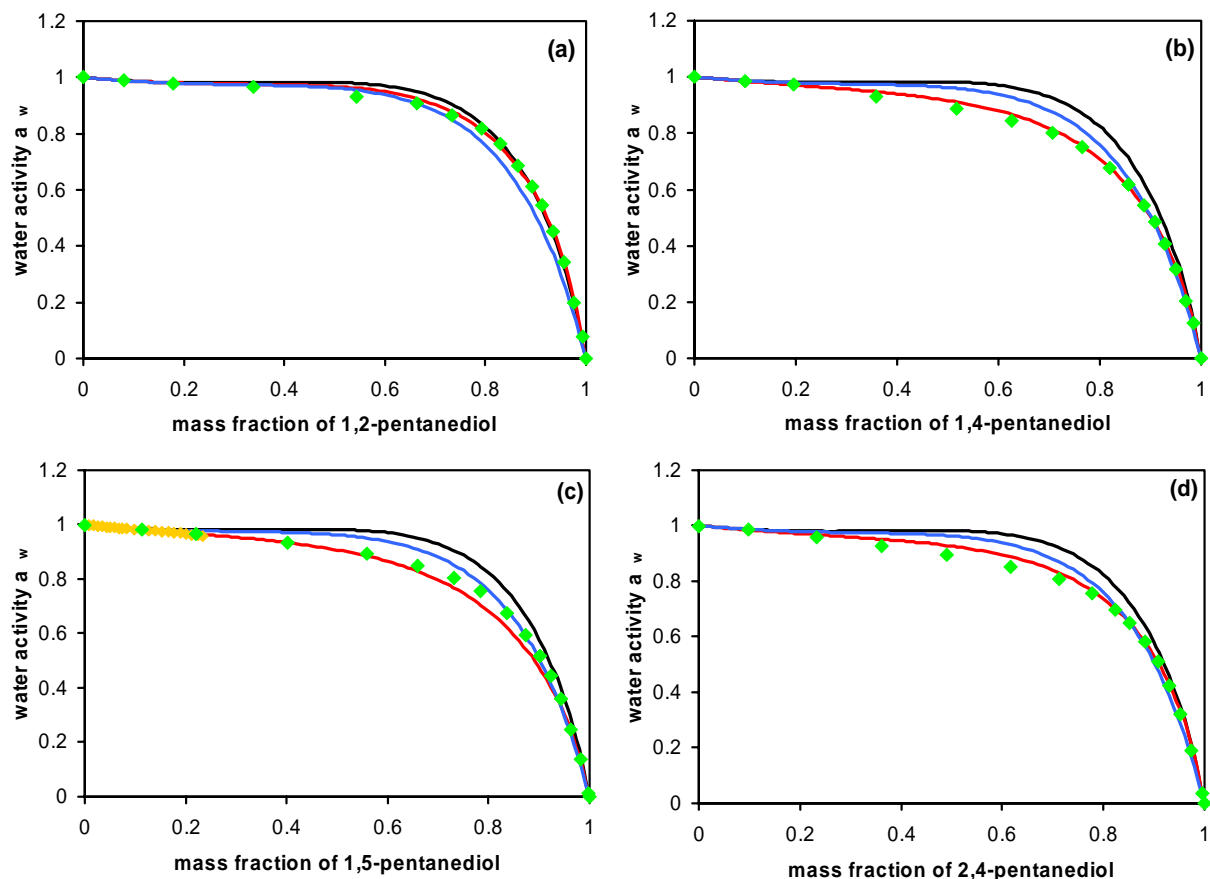 (a)
1.2
1
0.8
0.6
0.4
0.2
0
water activity a w
0 0.2 0.4 0.6 0.8 1
mass fraction of 1,2-pentanediol
(b)
1.2
1
0.8
0.6
0.4
0.2
0
water activity a w
0 0.2 0.4 0.6 0.8 1
mass fraction of 1,4-pentanediol
(c)
1.2
1
0.8
0.6
0.4
0.2
0
water activity a w
0 0.2 0.4 0.6 0.8 1
mass fraction of 1,5-pentanediol
(d)
1.2
1
0.8
0.6
0.4
0.2
0
water activity a w
0 0.2 0.4 0.6 0.8 1
mass fraction of 2,4-pentanediol